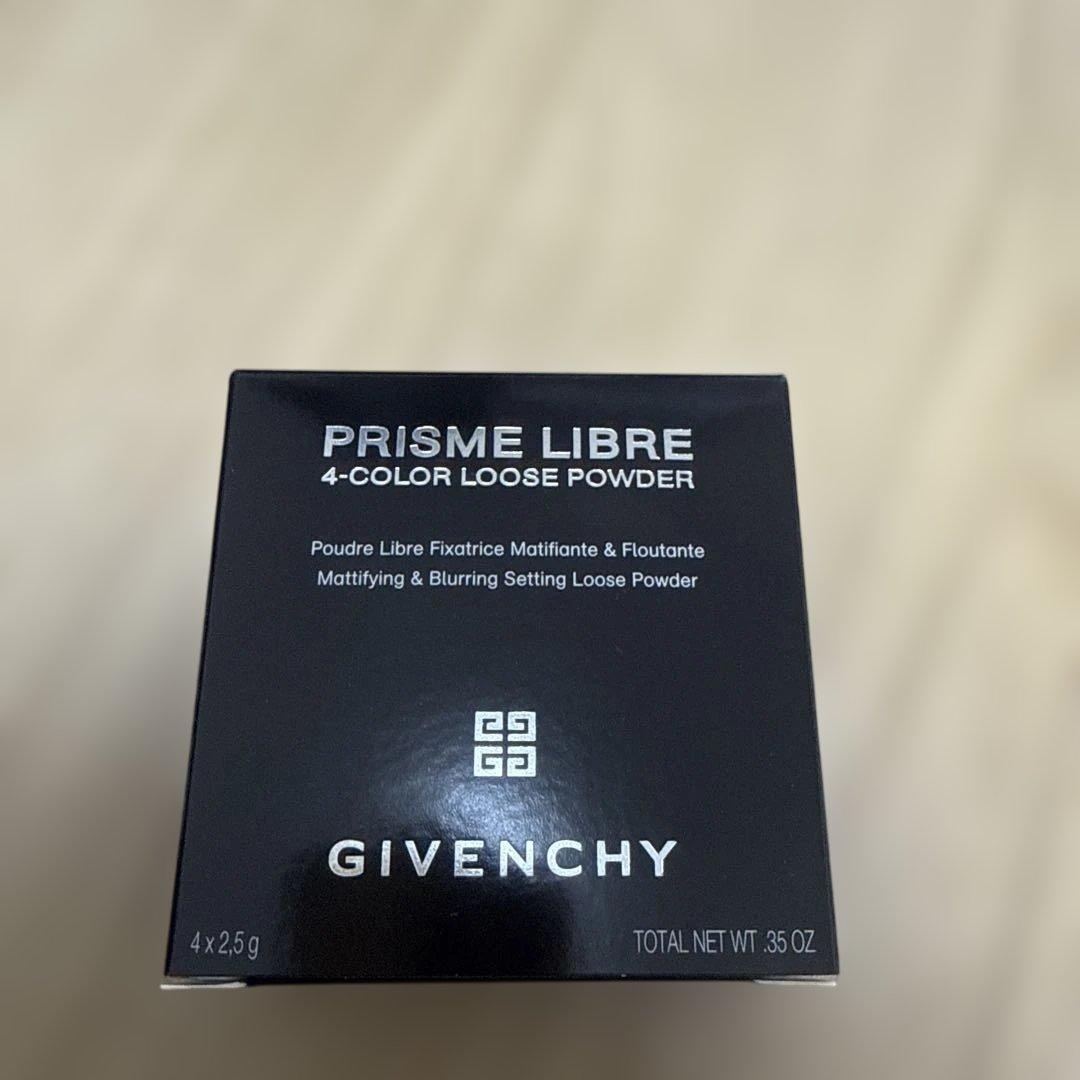 PRISME LIBRE
4-COLOR LOOSE POWDER
Poudre Libre Fixatrice Matifiante & Floutante
Mattifying & Blurring Setting Loose Powder
GIVENCHY
4 x 2,5 g
TOTAL NET WT .35 OZ